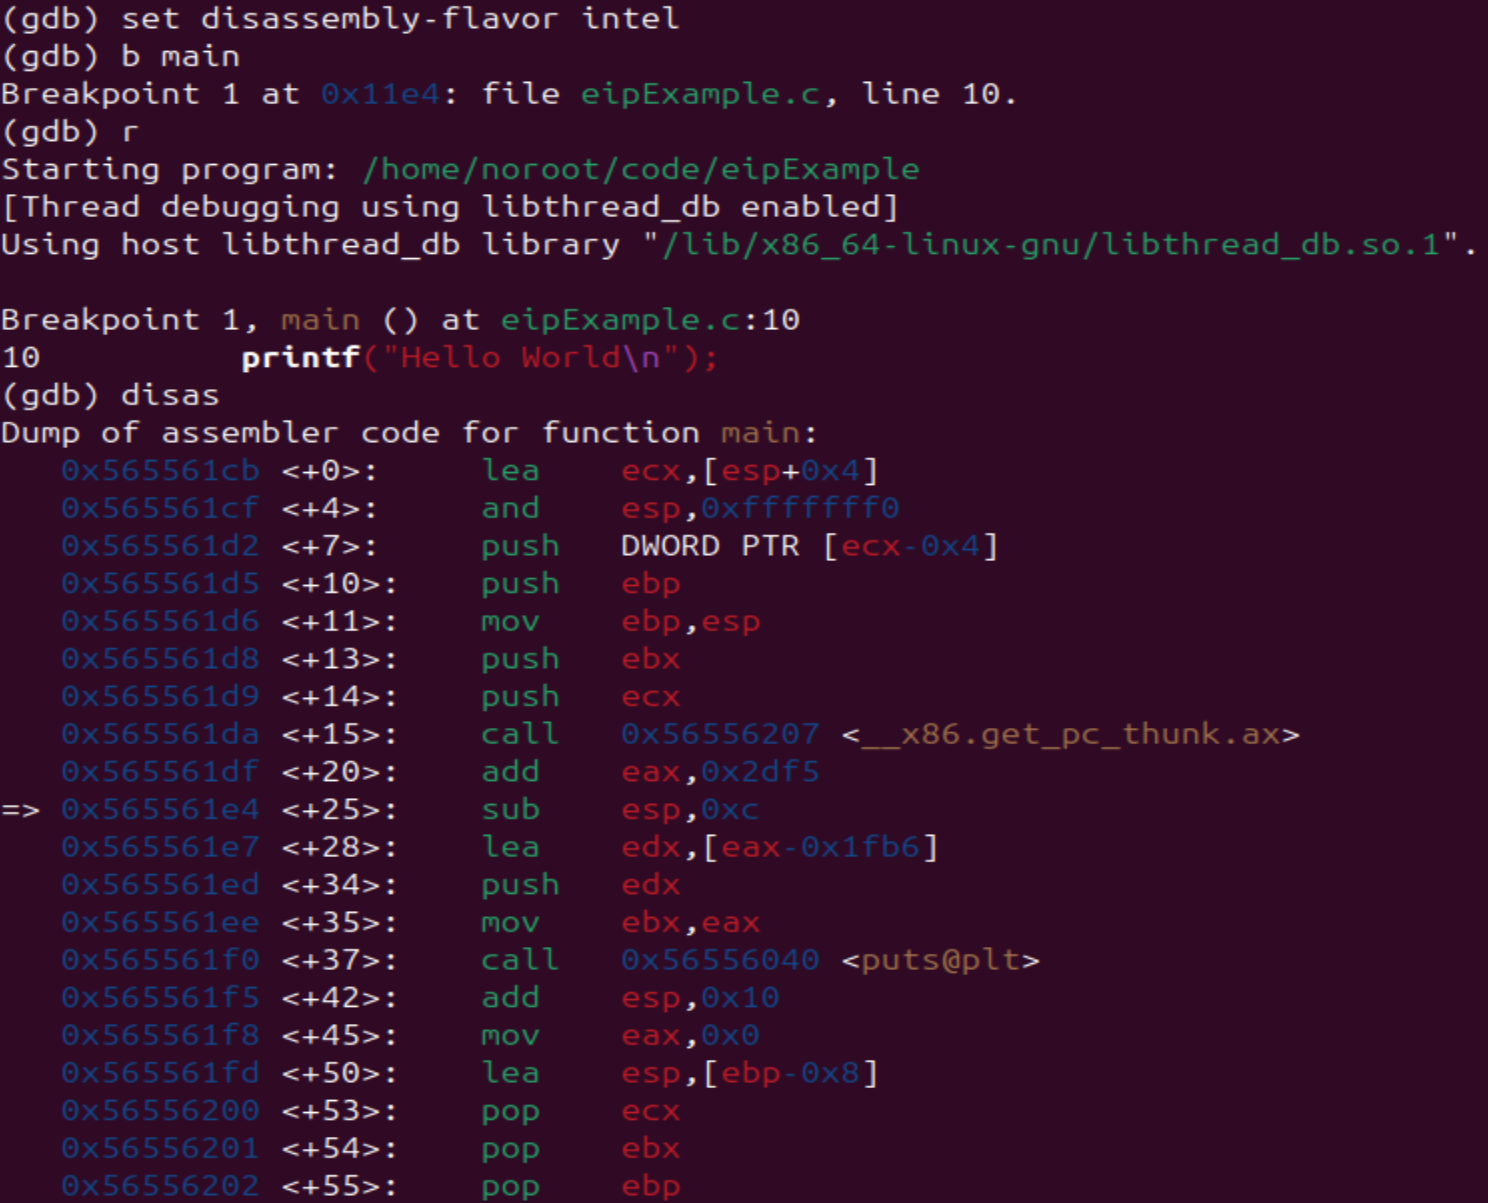 (gdb) set disassembly-flavor intel
(gdb) b main
Breakpoint 1 at 0x11e4: file eipExample.c, line 10.
(gdb) r
Starting program: /home/noroot/code/eipExample
[Thread debugging using libthread_db enabled]
Using host libthread_db library "/lib/x86_64-linux-gnu/libthread_db.so.1".

Breakpoint 1, main () at eipExample.c:10
10          printf("Hello World\n");
(gdb) disas
Dump of assembler code for function main:
   0x565561cb <+0>:     lea    ecx,[esp+0x4]
   0x565561cf <+4>:     and    esp,0xfffffff0
   0x565561d2 <+7>:     push   DWORD PTR [ecx-0x4]
   0x565561d5 <+10>:    push   ebp
   0x565561d6 <+11>:    mov    ebp,esp
   0x565561d8 <+13>:    push   ebx
   0x565561d9 <+14>:    push   ecx
   0x565561da <+15>:    call   0x56556207 <__x86.get_pc_thunk.ax>
   0x565561df <+20>:    add    eax,0x2df5
=> 0x565561e4 <+25>:    sub    esp,0xc
   0x565561e7 <+28>:    lea    edx,[eax-0x1fb6]
   0x565561ed <+34>:    push   edx
   0x565561ee <+35>:    mov    ebx,eax
   0x565561f0 <+37>:    call   0x56556040 <puts@plt>
   0x565561f5 <+42>:    add    esp,0x10
   0x565561f8 <+45>:    mov    eax,0x0
   0x565561fd <+50>:    lea    esp,[ebp-0x8]
   0x56556200 <+53>:    pop    ecx
   0x56556201 <+54>:    pop    ebx
   0x56556202 <+55>:    pop    ebp